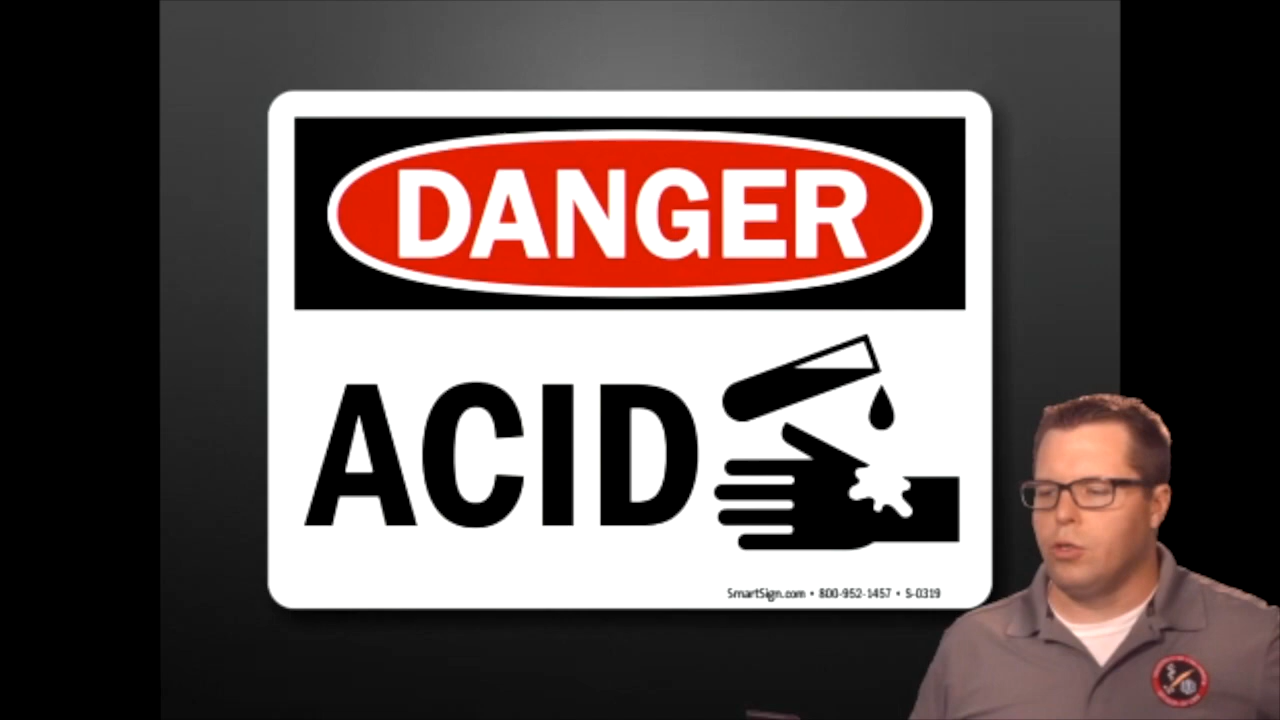 DANGER
ACID
SmartSign.com • 800-952-1457 • S-0319